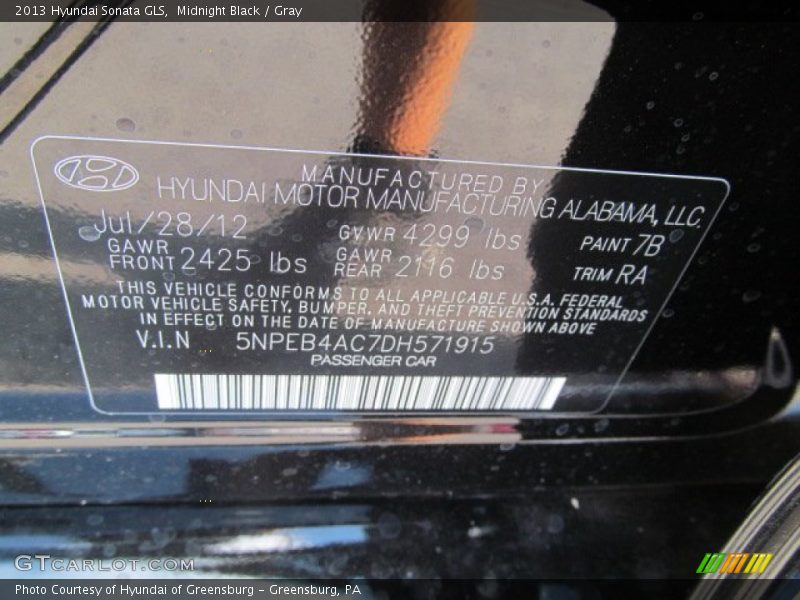 2013 Hyundai Sonata GLS, Midnight Black / Gray
MANUFACTURED BY
HYUNDAI MOTOR MANUFACTURING ALABAMA, LLC.
Jul/28/12 GVWR 4299 lbs PAINT 7B
GAWR FRONT 2425 lbs GAWR REAR 2116 lbs TRIM RA
THIS VEHICLE CONFORMS TO ALL APPLICABLE U.S.A. FEDERAL
MOTOR VEHICLE SAFETY, BUMPER, AND THEFT PREVENTION STANDARDS
IN EFFECT ON THE DATE OF MANUFACTURE SHOWN ABOVE
V.I.N 5NPEB4AC7DH571915
PASSENGER CAR
GTCarLot.com
Photo Courtesy of Hyundai of Greensburg - Greensburg, PA